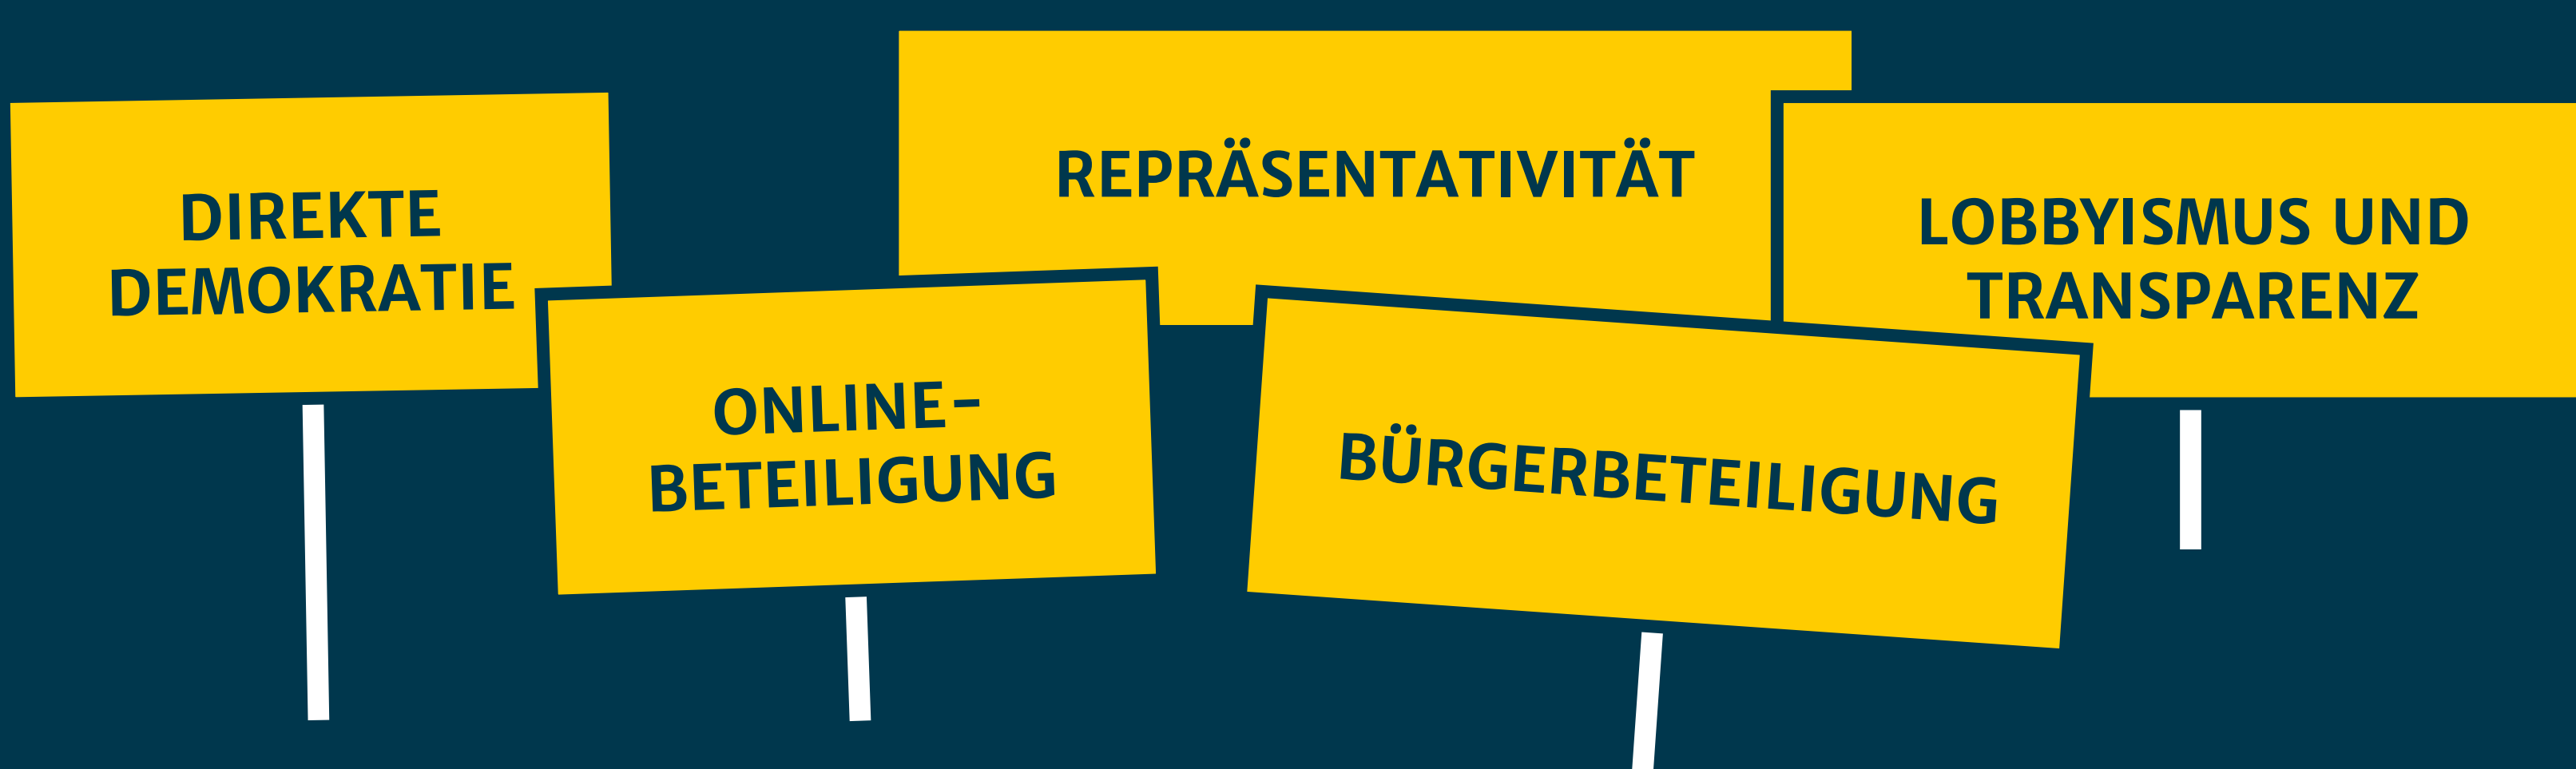 DIREKTE
DEMOKRATIE
ONLINE-
BETEILIGUNG
REPRÄSENTATIVITÄT
BÜRGERBETEILIGUNG
LOBBYISMUS UND
TRANSPARENZ